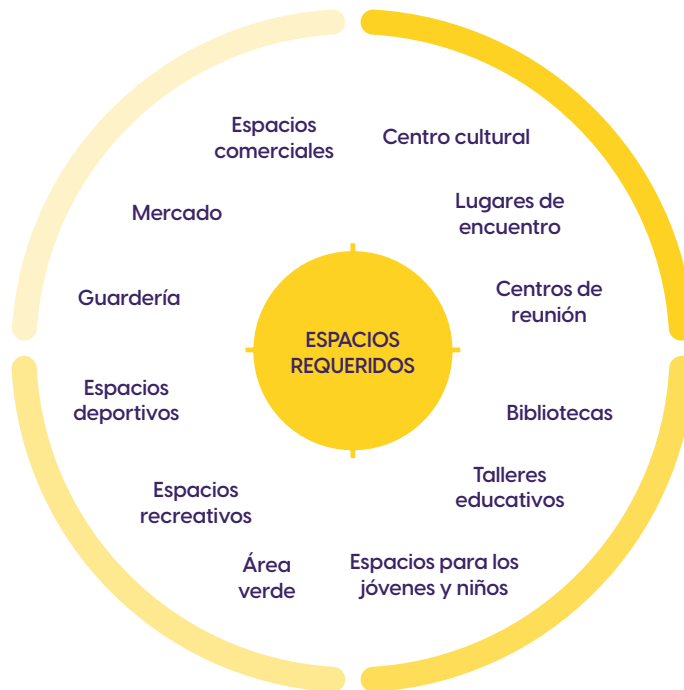 Espacios
comerciales
Centro cultural
Lugares de
encuentro
Centros de
reunión
Bibliotecas
Talleres
educativos
Espacios para los
jóvenes y niños
Área
verde
Espacios
recreativos
Espacios
deportivos
Guardería
Mercado
ESPACIOS
REQUERIDOS